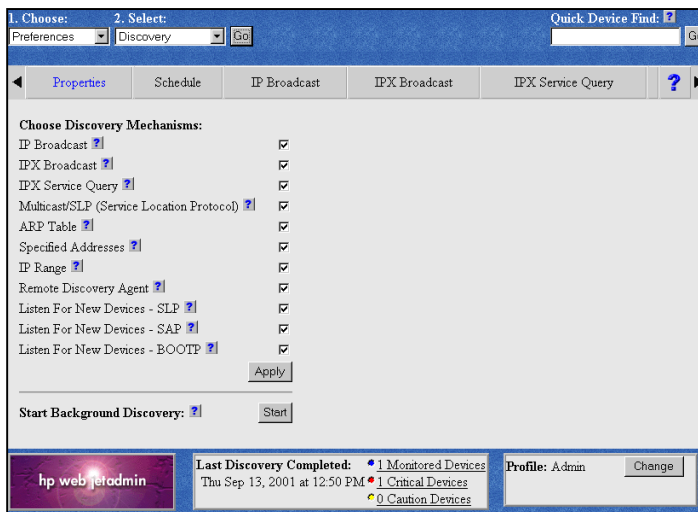 1. Choose: 2. Select: Quick Device Find: ?
Preferences Discovery Go
Properties Schedule IP Broadcast IPX Broadcast IPX Service Query ?
Choose Discovery Mechanisms:
IP Broadcast ?
IPX Broadcast ?
IPX Service Query ?
Multicast/SLP (Service Location Protocol) ?
ARP Table ?
Specified Addresses ?
IP Range ?
Remote Discovery Agent ?
Listen For New Devices - SLP ?
Listen For New Devices - SAP ?
Listen For New Devices - BOOTP ?
Apply
Start Background Discovery: ? Start
hp web jetadmin
Last Discovery Completed:
Thu Sep 13, 2001 at 12:50 PM
1 Monitored Devices
1 Critical Devices
0 Caution Devices
Profile: Admin Change